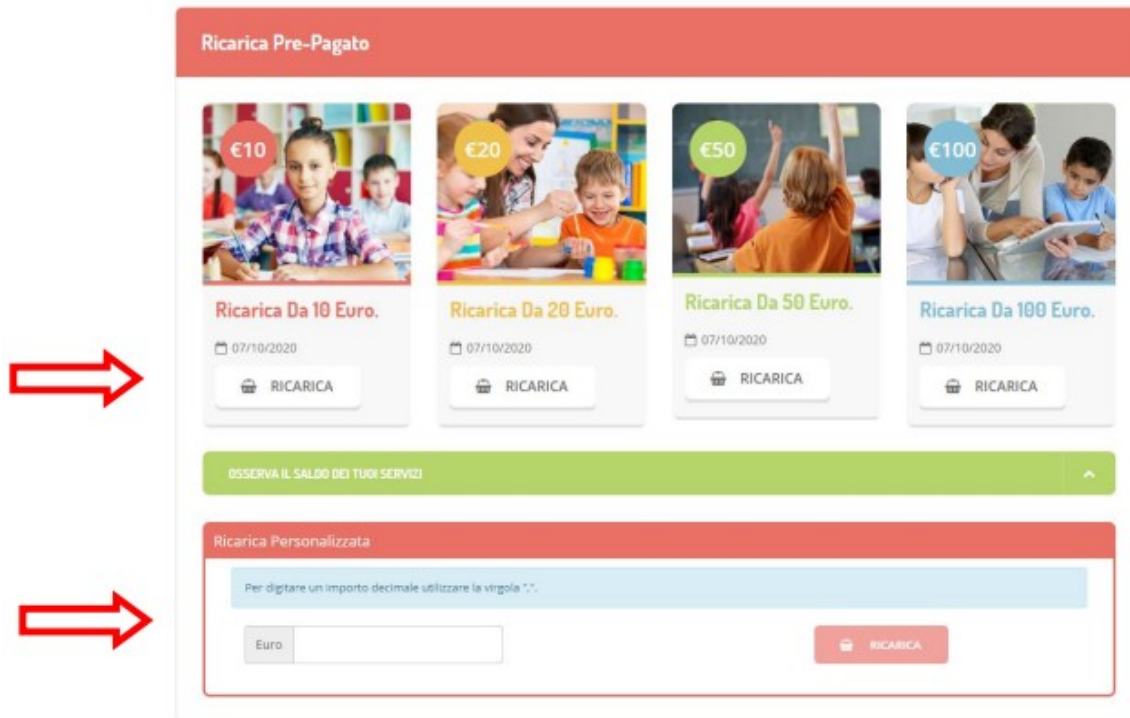 Ricarica Pre-Pagato
€10
€20
€50
€100
Ricarica Da 10 Euro.
07/10/2020
RICARICA
Ricarica Da 20 Euro.
07/10/2020
RICARICA
Ricarica Da 50 Euro.
07/10/2020
RICARICA
Ricarica Da 100 Euro.
07/10/2020
RICARICA
OSSERVA IL SALDO DEI TUOI SERVIZI
Ricarica Personalizzata
Per digitare un importo decimale utilizzare la virgola ",".
Euro
RICARICA